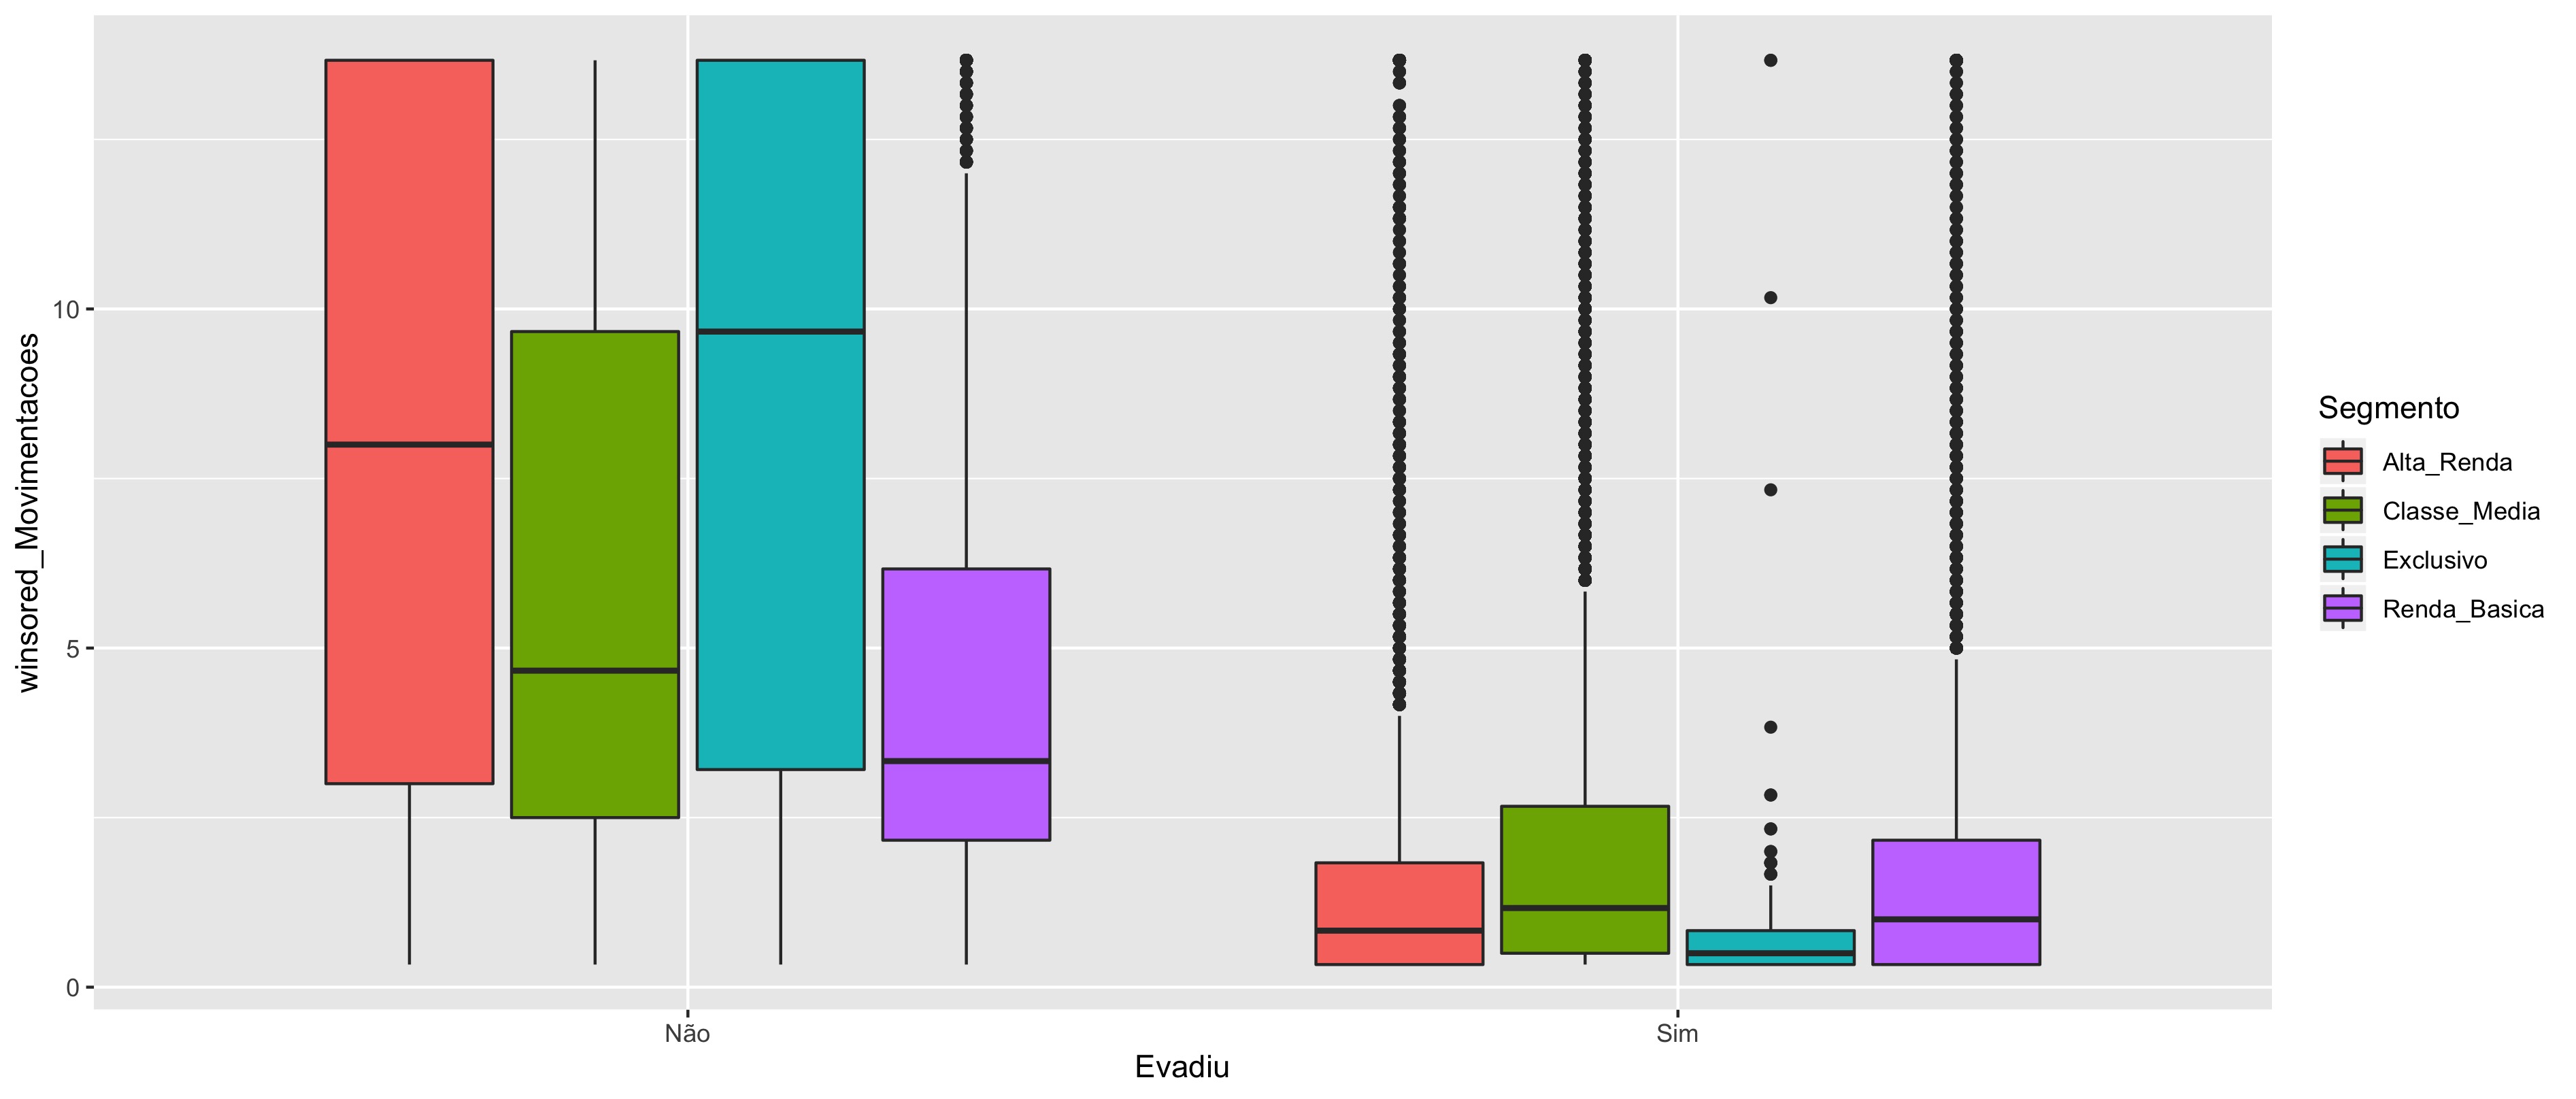 winsored_Movimentacoes
10
5
0
Não
Sim
Evadiu
Segmento
Alta_Renda
Classe_Media
Exclusivo
Renda_Basica